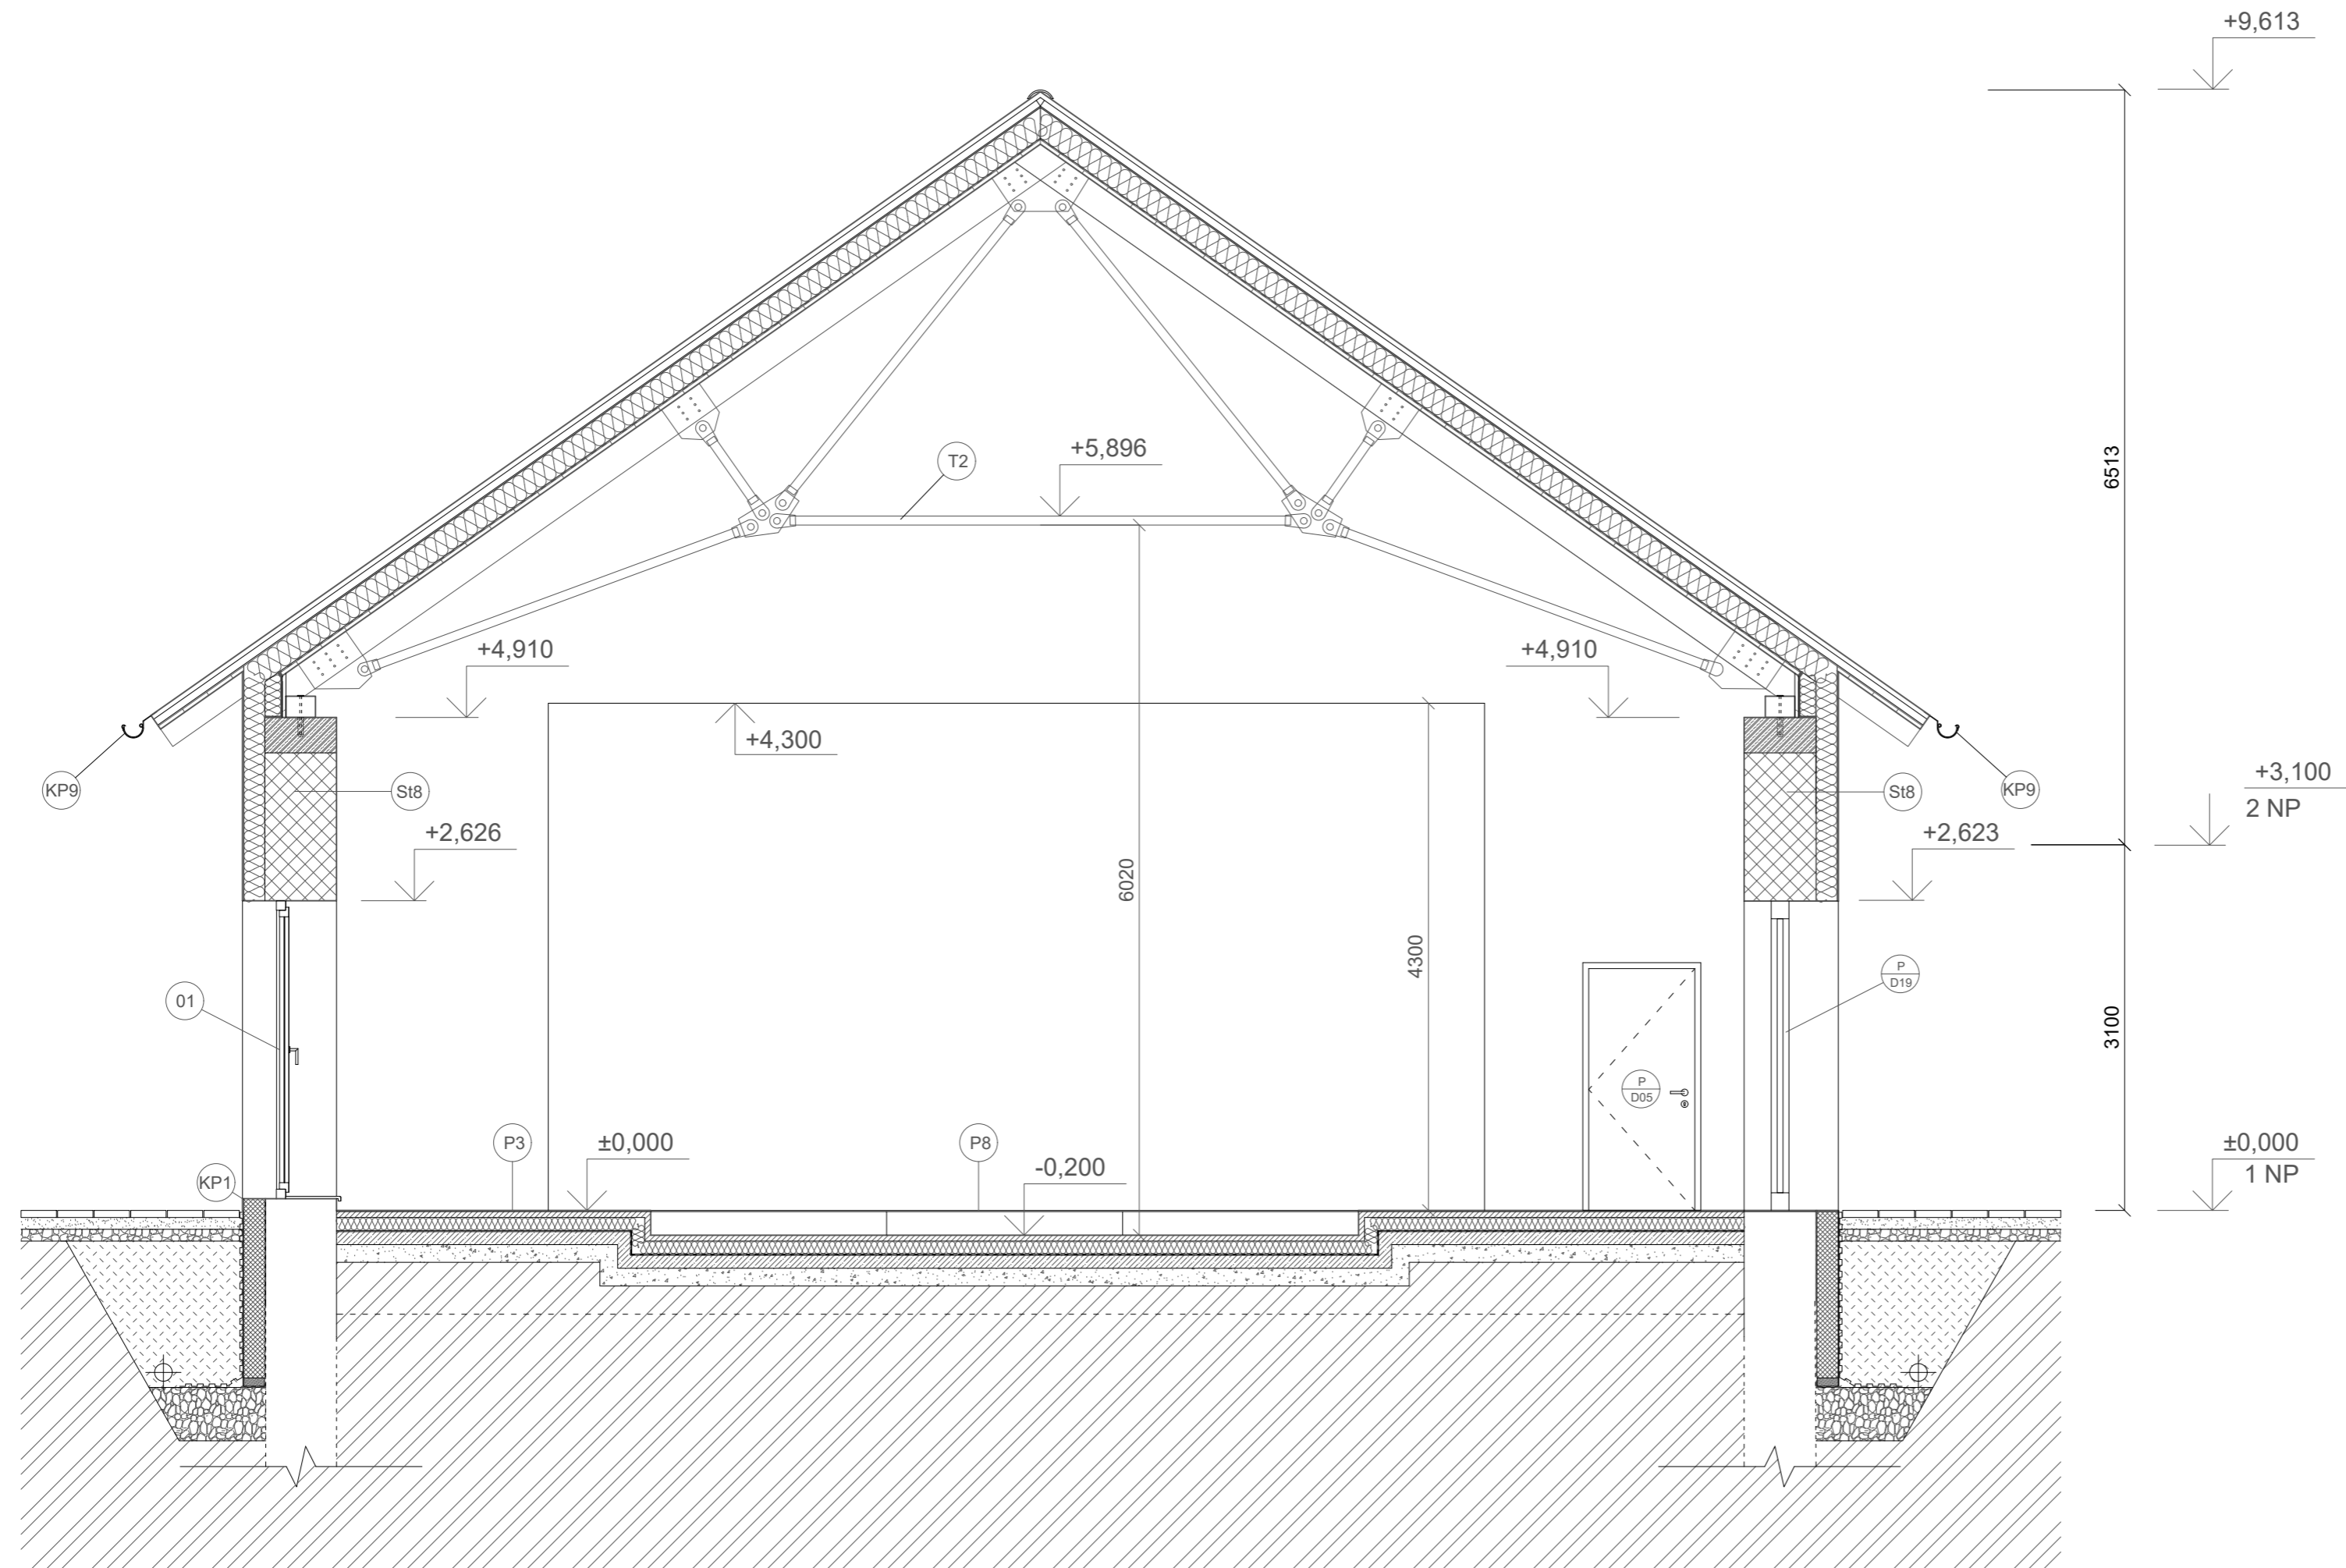 +9,613
6513
T2
+5,896
+4,910
+4,910
+4,300
KP9
St8
St8
KP9
+3,100
2 NP
+2,626
+2,623
6020
4300
01
P
D19
3100
P
D05
KP1
P3
±0,000
P8
-0,200
±0,000
1 NP